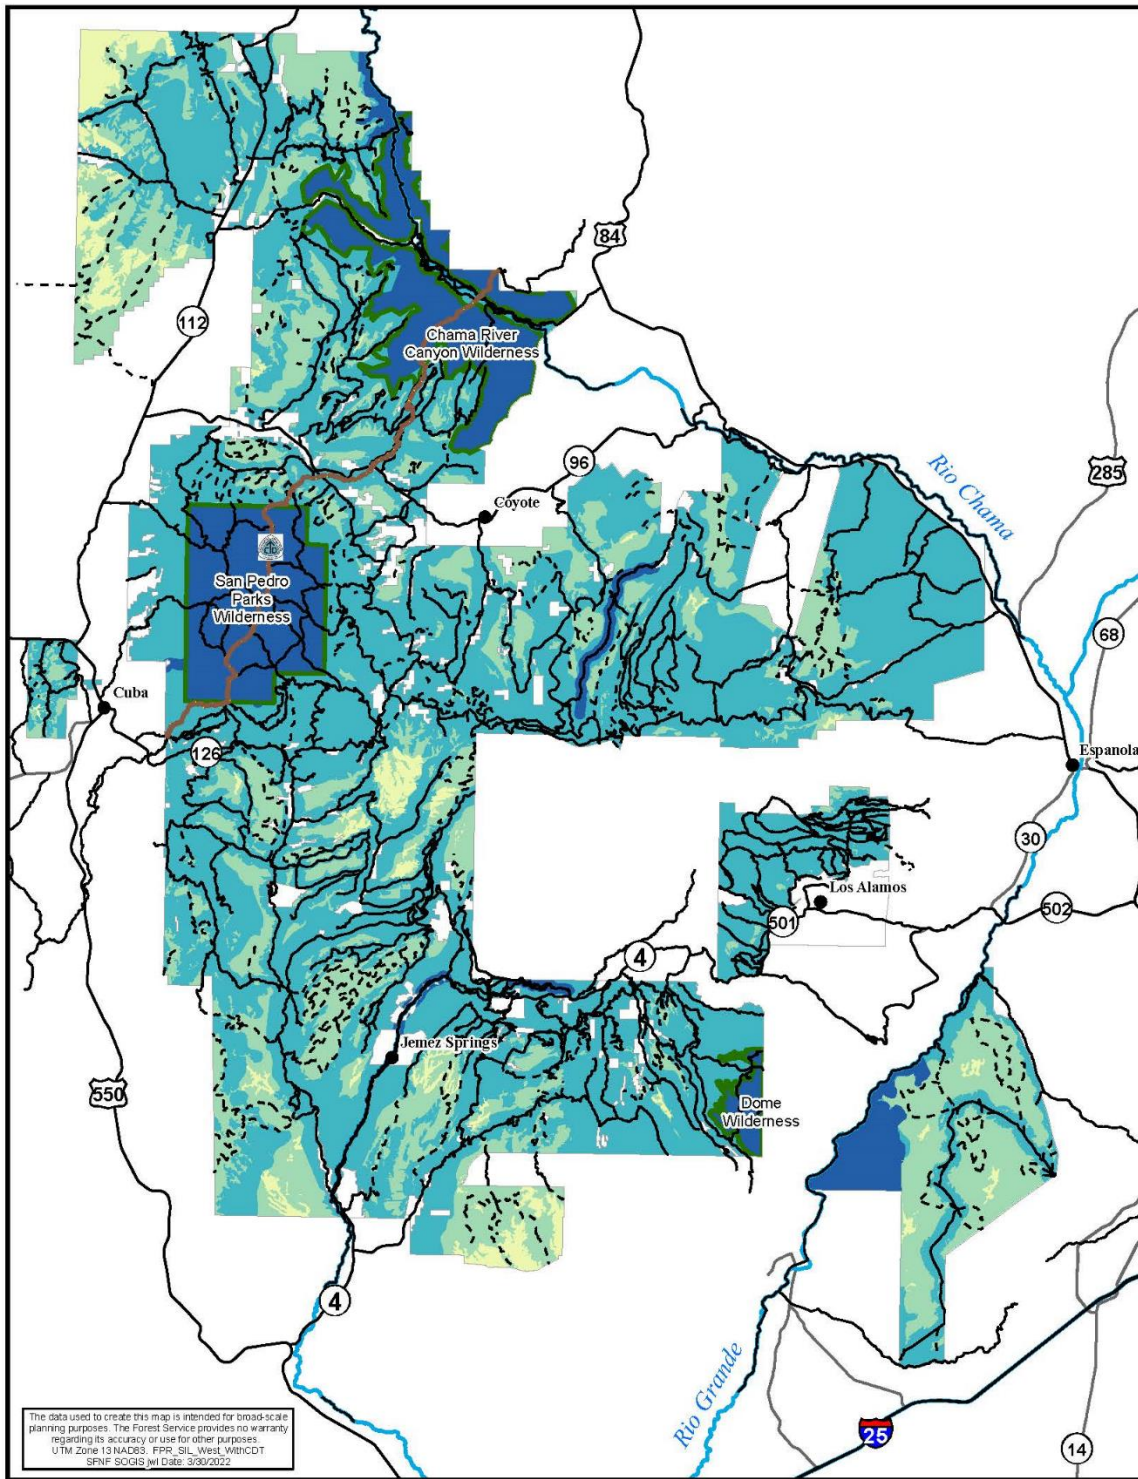 84
112
Chama River
Canyon Wilderness
96
Coyote
Rio Chama
285
San Pedro
Parks
Wilderness
68
Cuba
126
Espanola
30
Los Alamos
501
502
4
Jemez Springs
550
Dome
Wilderness
4
Rio Grande
25
14
The data used to create this map is intended for broad-scale
planning purposes. The Forest Service provides no warranty
regarding its accuracy or use for other purposes.
UTM Zone 13 NAD83. FPR_SIL_West_WithCDT
SFNF SOGIS jwl Date: 3/30/2022